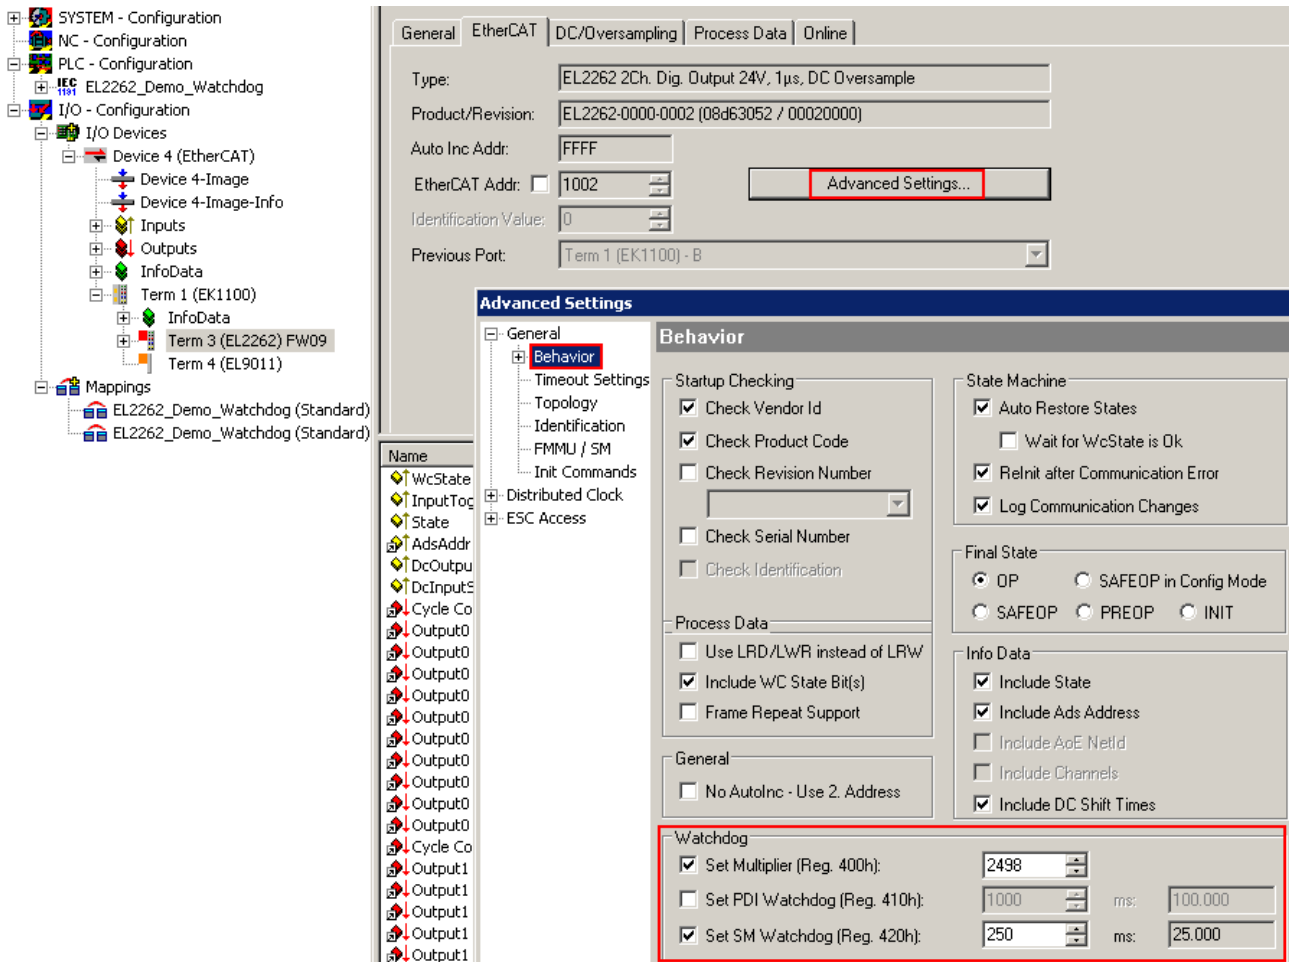 SYSTEM - Configuration
NC - Configuration
PLC - Configuration
IEC 1131 EL2262_Demo_Watchdog
I/O - Configuration
I/O Devices
Device 4 (EtherCAT)
Device 4-Image
Device 4-Image-Info
Inputs
Outputs
InfoData
Term 1 (EK1100)
InfoData
Term 3 (EL2262) FW09
Term 4 (EL9011)
Mappings
EL2262_Demo_Watchdog (Standard)
EL2262_Demo_Watchdog (Standard)
General EtherCAT DC/Oversampling Process Data Online
Type: EL2262 2Ch. Dig. Output 24V, 1µs, DC Oversample
Product/Revision: EL2262-0000-0002 (08d63052 / 00020000)
Auto Inc Addr: FFFF
EtherCAT Addr: 1002 Advanced Settings...
Identification Value: 0
Previous Port: Term 1 (EK1100) - B
Name
WcState
InputTog
State
AdsAddr
DcOutpu
DcInputS
Cycle Co
Output0
Output0
Output0
Output0
Output0
Output0
Output0
Output0
Output0
Output0
Cycle Co
Output1
Output1
Output1
Output1
Output1
Advanced Settings
General
Behavior
Timeout Settings
Topology
Identification
FMMU / SM
Init Commands
Distributed Clock
ESC Access
Behavior
Startup Checking
Check Vendor Id
Check Product Code
Check Revision Number
Check Serial Number
Check Identification
Process Data
Use LRD/LWR instead of LRW
Include WC State Bit(s)
Frame Repeat Support
General
No AutoInc - Use 2. Address
State Machine
Auto Restore States
Wait for WcState is Ok
ReInit after Communication Error
Log Communication Changes
Final State
OP SAFEOP in Config Mode
SAFEOP PREOP INIT
Info Data
Include State
Include Ads Address
Include AoE NetId
Include Channels
Include DC Shift Times
Watchdog
Set Multiplier (Reg. 400h): 2498
Set PDI Watchdog (Reg. 410h): 1000 ms: 100.000
Set SM Watchdog (Reg. 420h): 250 ms: 25.000